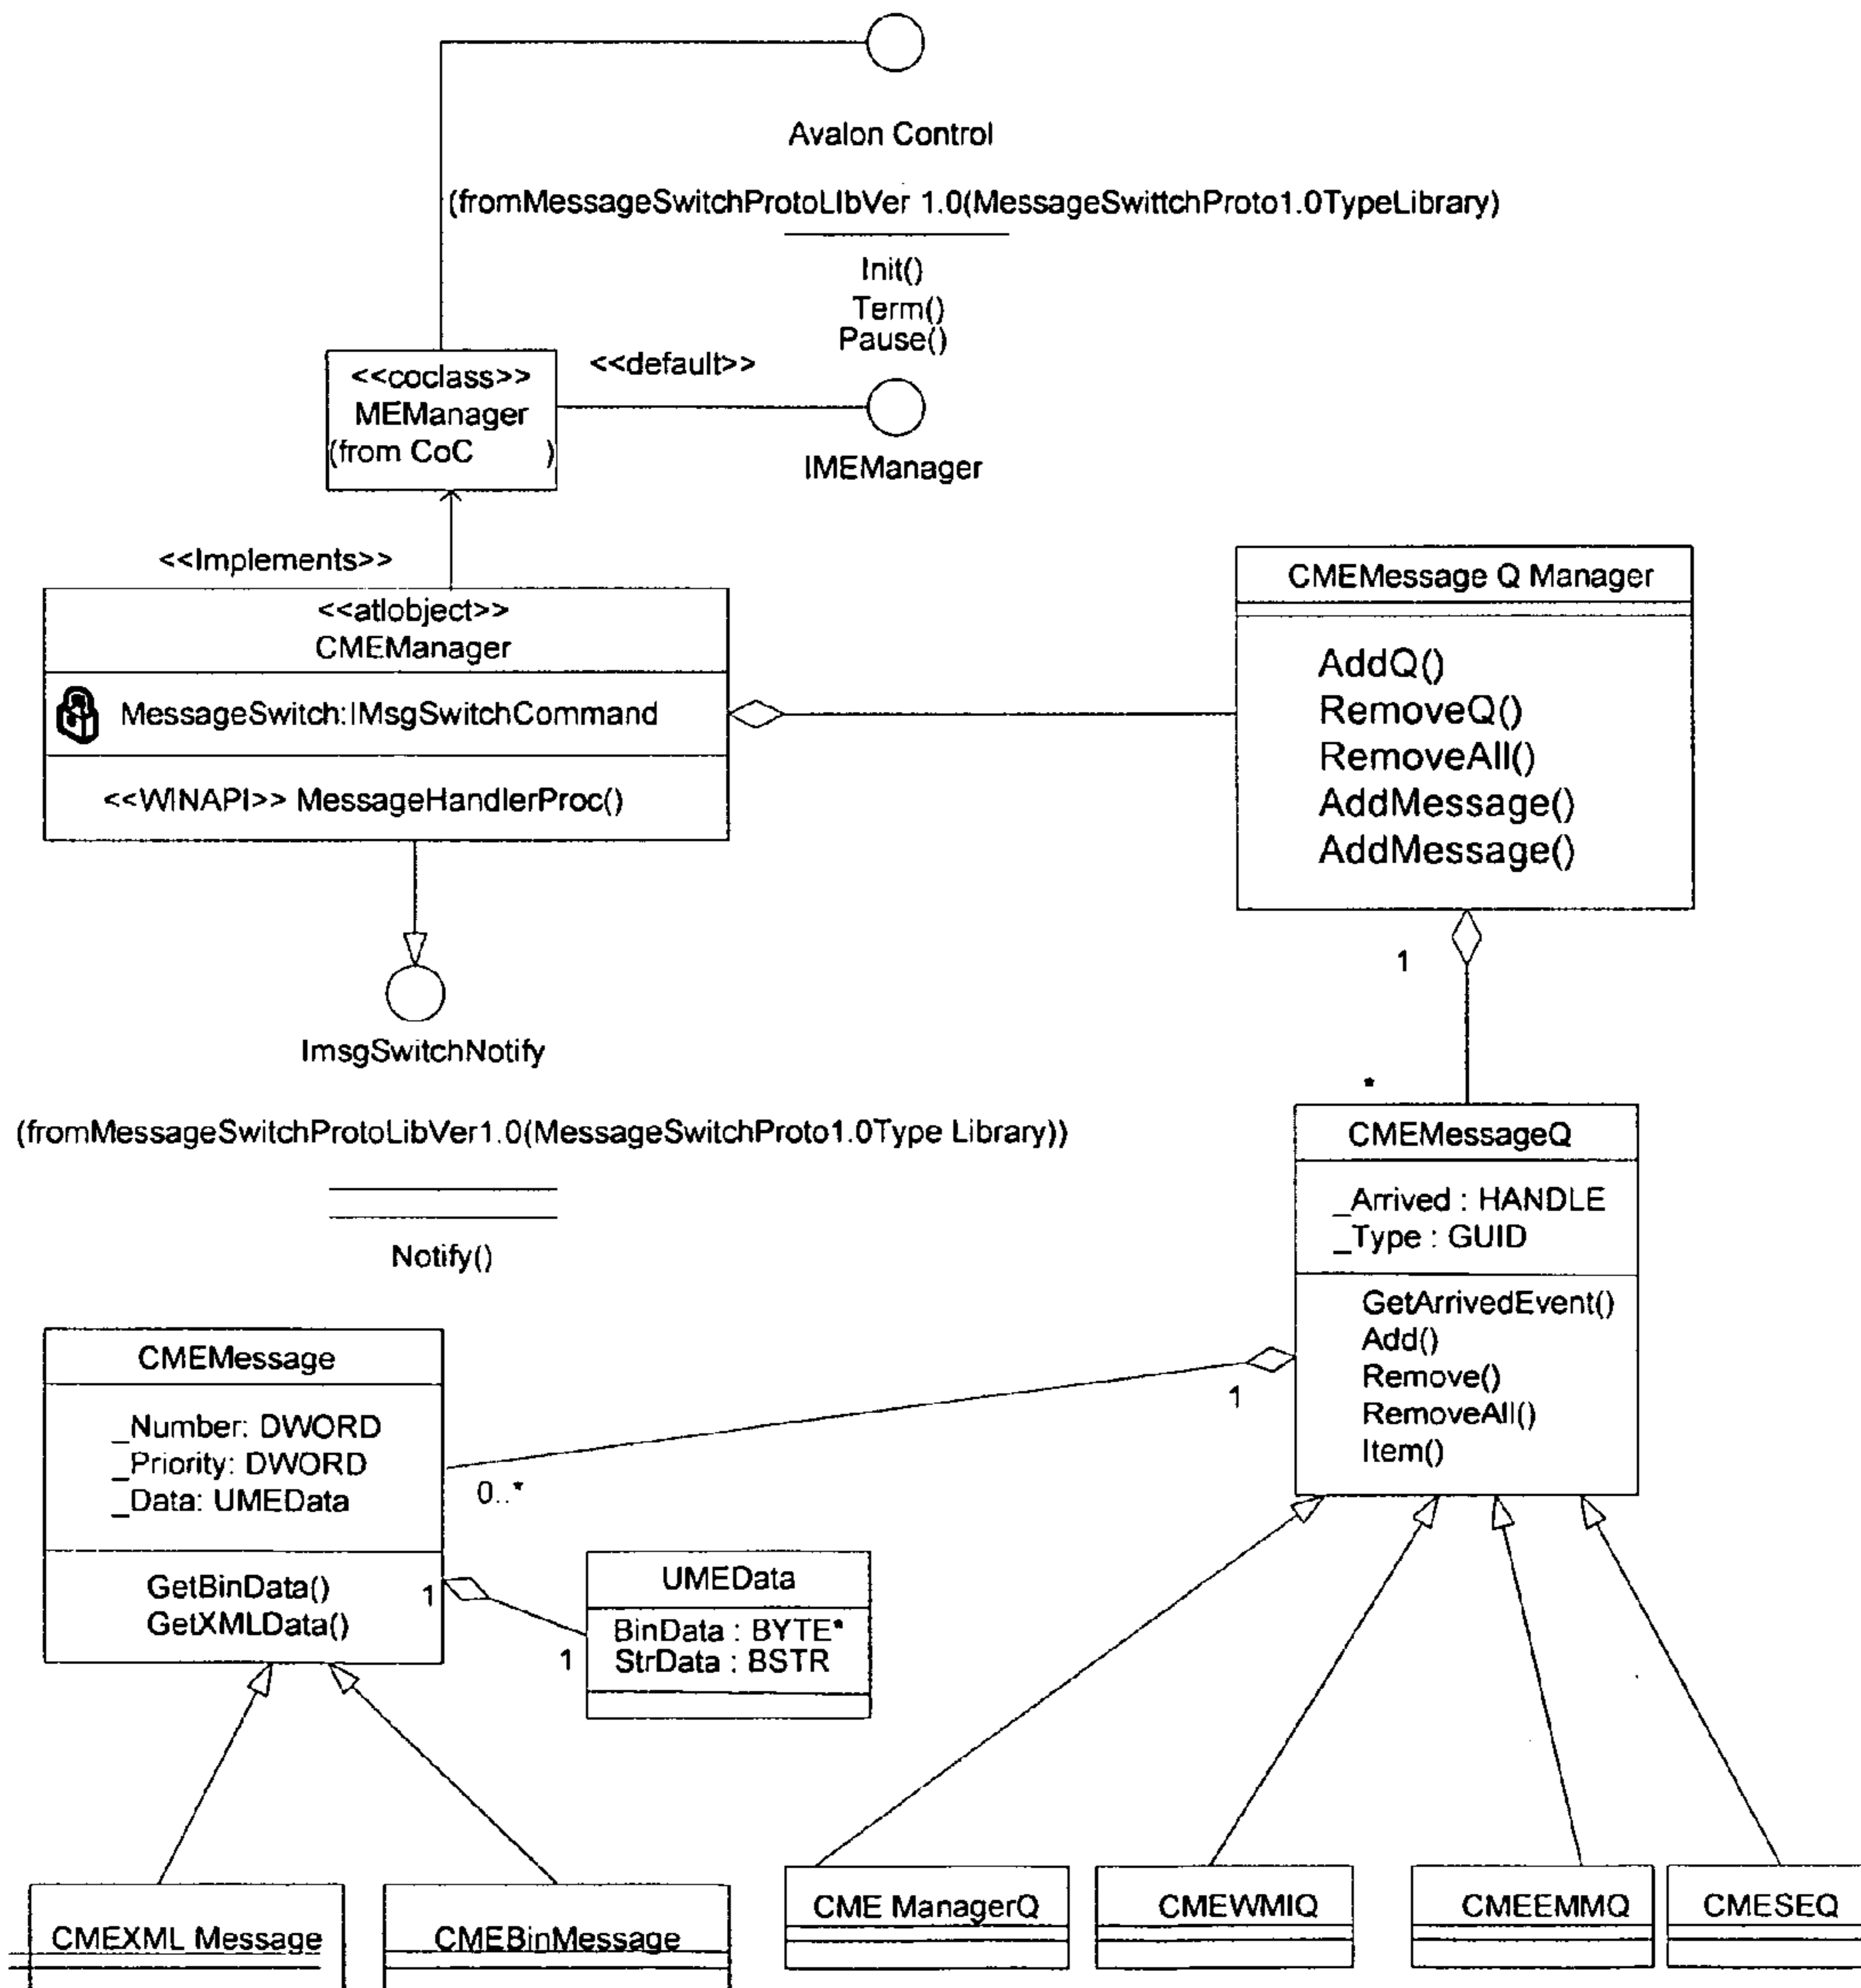 Avalon Control
(fromMessageSwitchProtoLIbVer 1.0(MessageSwittchProto1.0TypeLibrary)
Init()
Term()
Pause()
<<coclass>>
MEManager
(from CoC )
<<default>>
IMEManager
<<Implements>>
<<atlobject>>
CMEManager
MessageSwitch:IMsgSwitchCommand
<<WINAPI>> MessageHandlerProc()
CMEMessage Q Manager
AddQ()
RemoveQ()
RemoveAll()
AddMessage()
AddMessage()
1
*
ImsgSwitchNotify
(fromMessageSwitchProtoLibVer1.0(MessageSwitchProto1.0Type Library))
Notify()
CMEMessageQ
_Arrived : HANDLE
_Type : GUID
GetArrivedEvent()
Add()
Remove()
RemoveAll()
Item()
1
0..*
CMEMessage
_Number: DWORD
_Priority: DWORD
_Data: UMEData
GetBinData()
GetXMLData()
1
1
UMEData
BinData : BYTE*
StrData : BSTR
CMEXML Message
CMEBinMessage
CME ManagerQ
CMEWMIQ
CMEEMMQ
CMESEQ